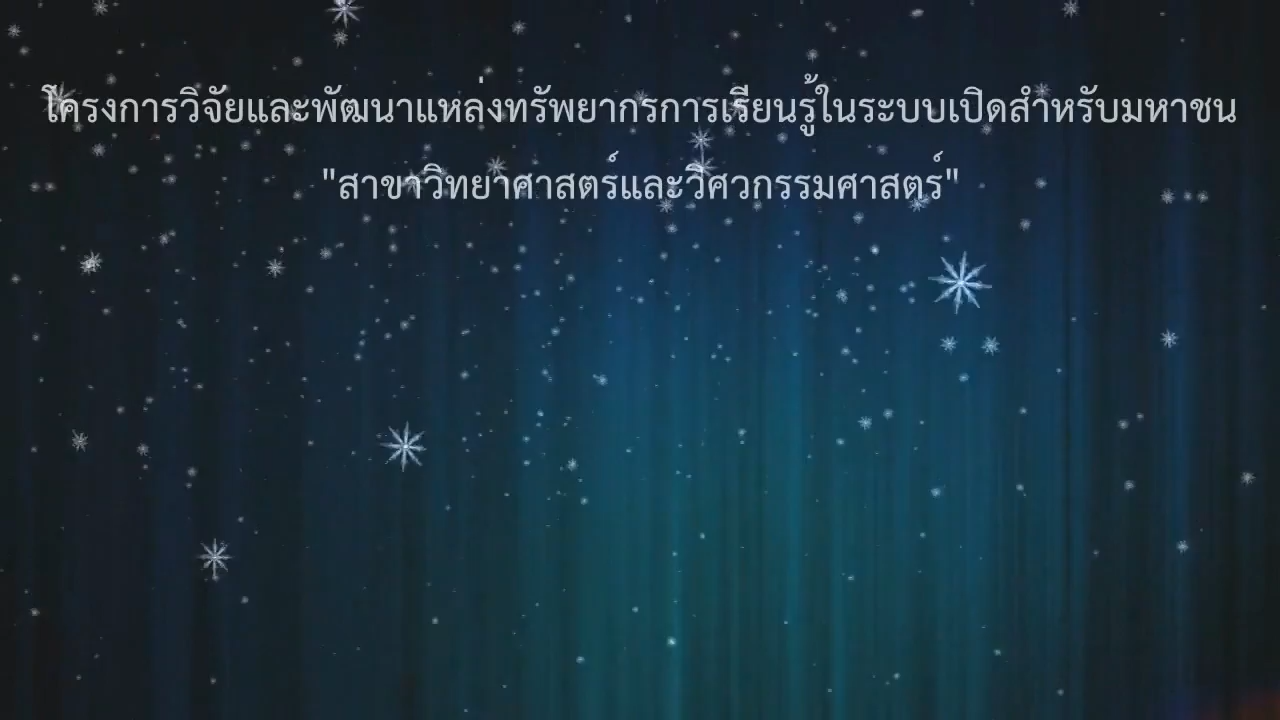 โครงการวิจัยและพัฒนาแหล่งทรัพยากรการเรียนรู้ในระบบเปิดสำหรับมหาชน
"สาขาวิทยาศาสตร์และวิศวกรรมศาสตร์"